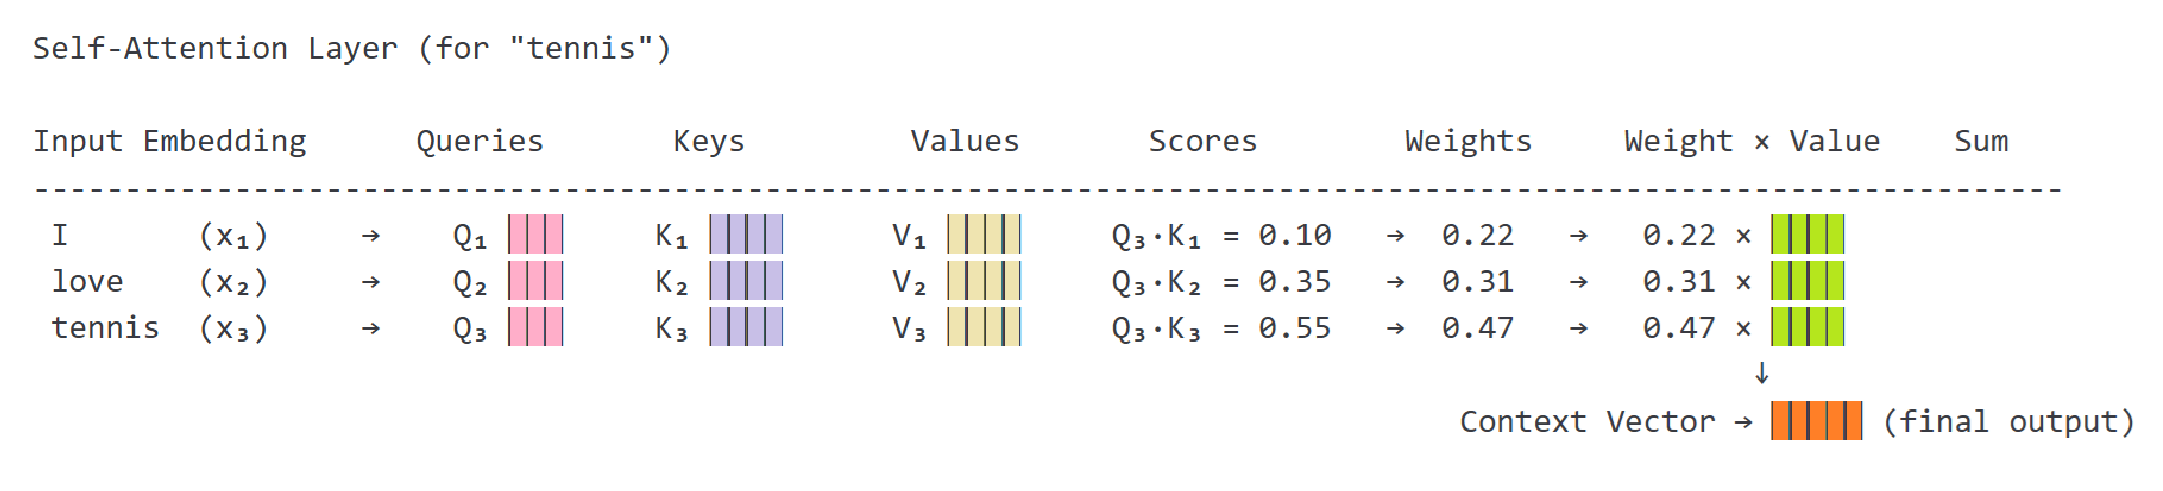 Self-Attention Layer (for "tennis")
Input Embedding Queries Keys Values Scores Weights Weight × Value Sum
---------------------------------------------------------------------------------------------------------------
I (x₁) → Q₁ K₁ V₁ Q₃·K₁ = 0.10 → 0.22 → 0.22 ×
love (x₂) → Q₂ K₂ V₂ Q₃·K₂ = 0.35 → 0.31 → 0.31 ×
tennis (x₃) → Q₃ K₃ V₃ Q₃·K₃ = 0.55 → 0.47 → 0.47 ×
↓
Context Vector → (final output)